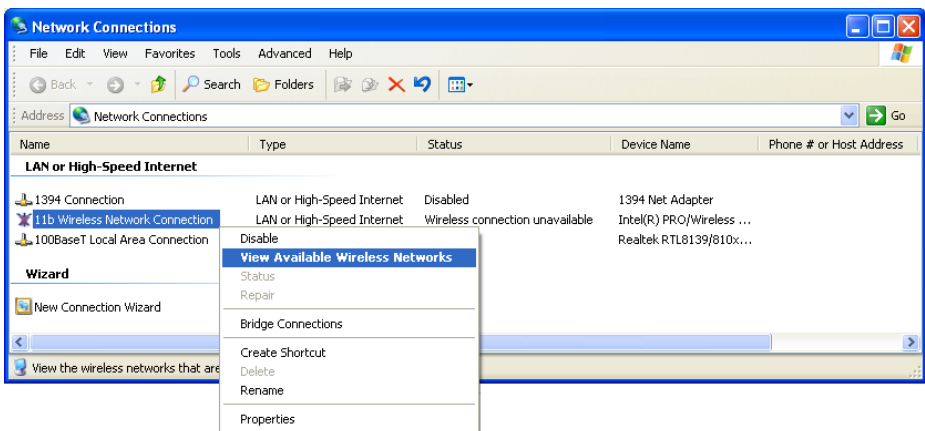 Network Connections
File Edit View Favorites Tools Advanced Help
Back Search Folders
Address Network Connections Go
Name Type Status Device Name Phone # or Host Address
LAN or High-Speed Internet
1394 Connection LAN or High-Speed Internet Disabled 1394 Net Adapter
11b Wireless Network Connection LAN or High-Speed Internet Wireless connection unavailable Intel(R) PRO/Wireless ...
100BaseT Local Area Connection Realtek RTL8139/810x...
Disable
View Available Wireless Networks
Status
Repair
Bridge Connections
Create Shortcut
Delete
Rename
Properties
Wizard
New Connection Wizard
View the wireless networks that are